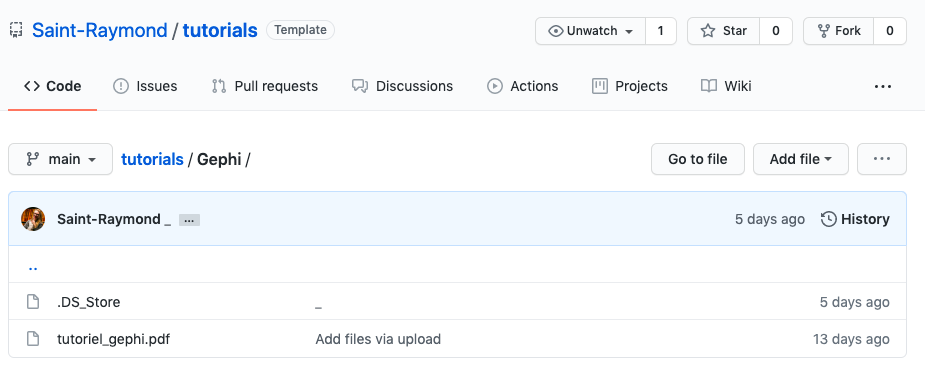 Saint-Raymond / tutorials Template Unwatch 1 Star 0 Fork 0
Code Issues Pull requests Discussions Actions Projects Wiki ...
main tutorials / Gephi / Go to file Add file ...
Saint-Raymond _ ... 5 days ago History
..
.DS_Store _ 5 days ago
tutoriel_gephi.pdf Add files via upload 13 days ago